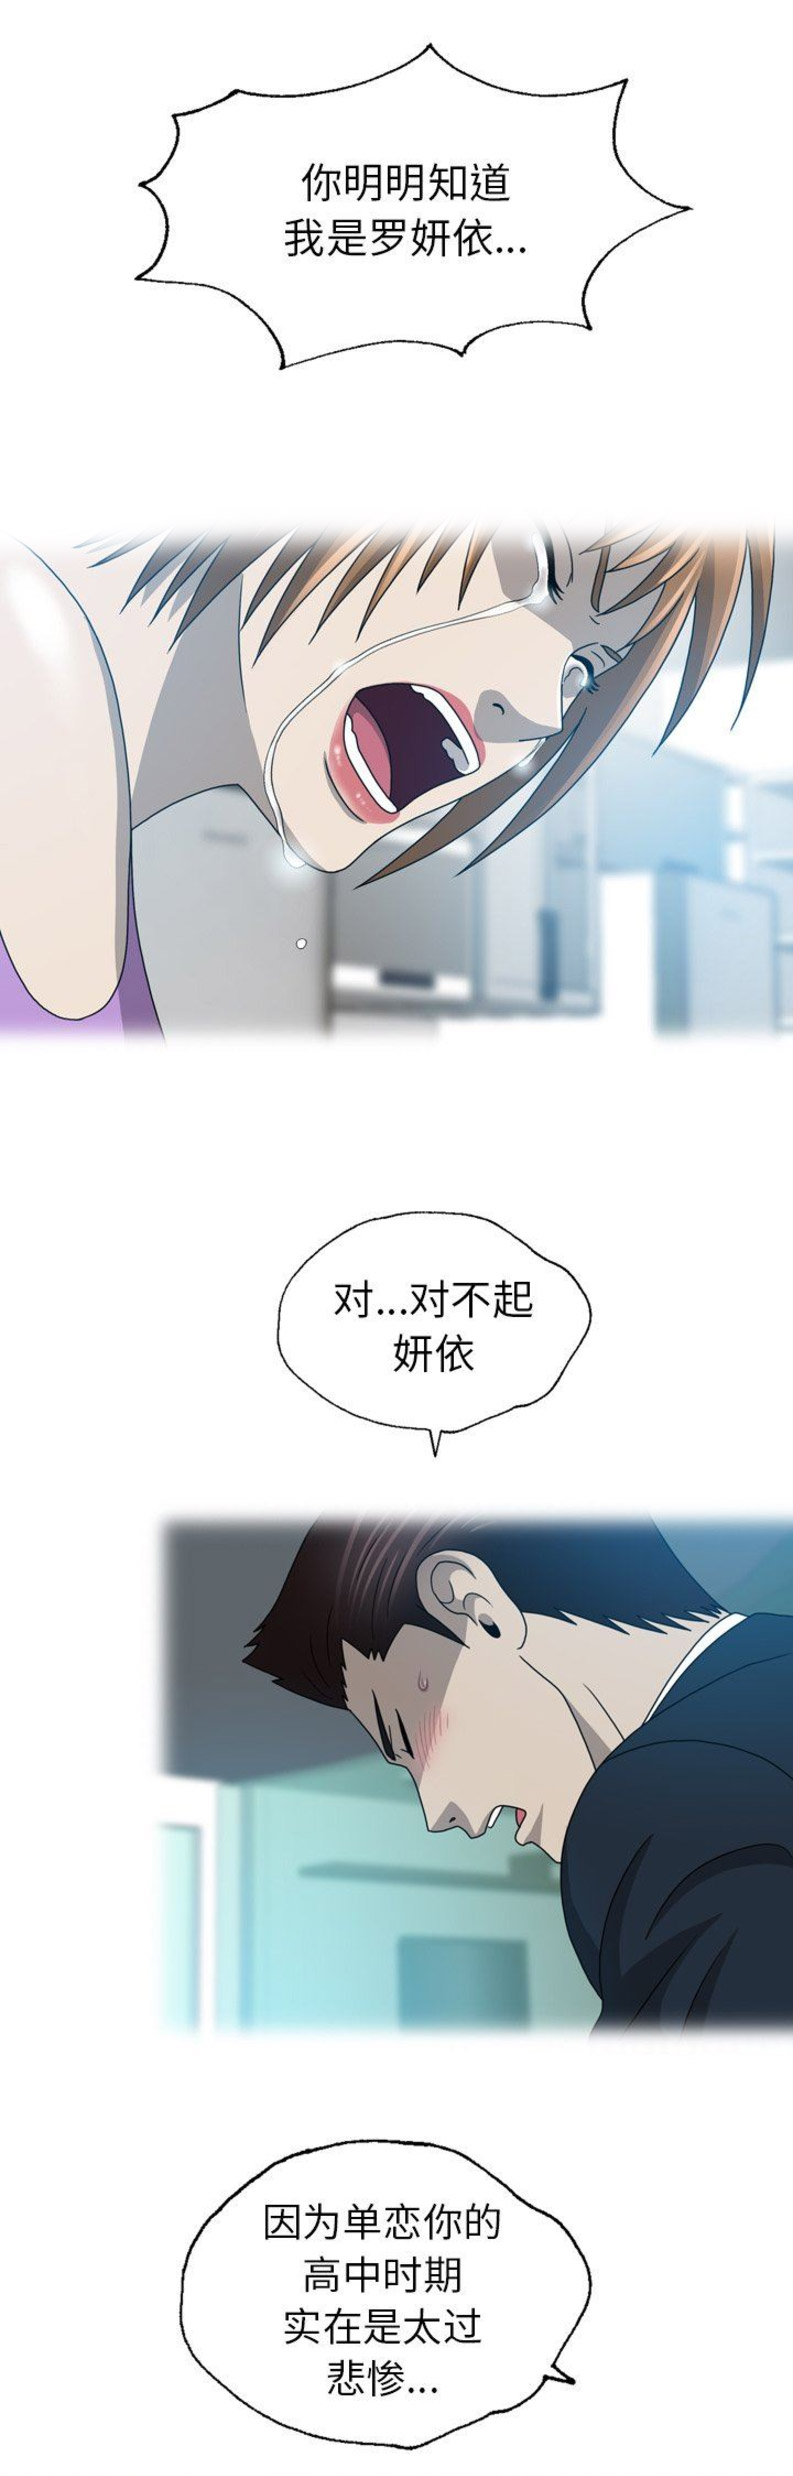 你明明知道
我是罗妍依...
对...对不起
妍依
因为单恋你的
高中时期
实在是太过
悲惨...